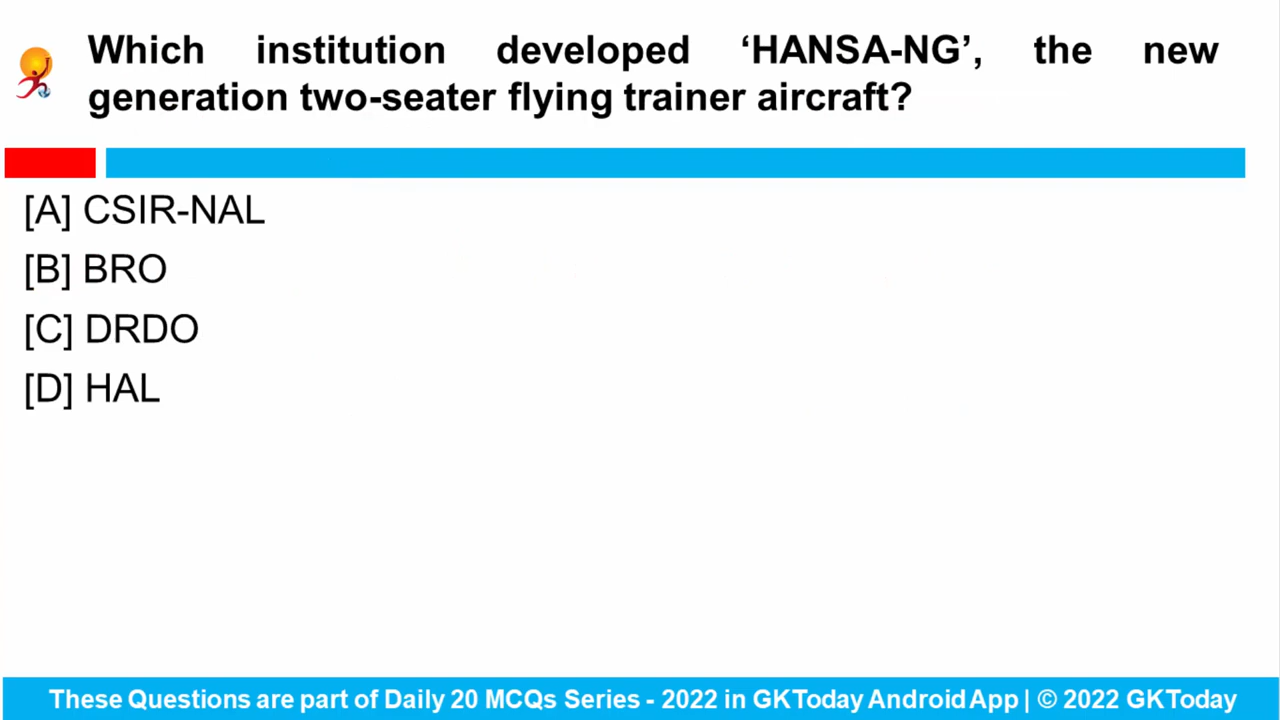 Which institution developed ‘HANSA-NG’, the new
generation two-seater flying trainer aircraft?
[A] CSIR-NAL
[B] BRO
[C] DRDO
[D] HAL
These Questions are part of Daily 20 MCQs Series - 2022 in GKToday Android App | © 2022 GKToday